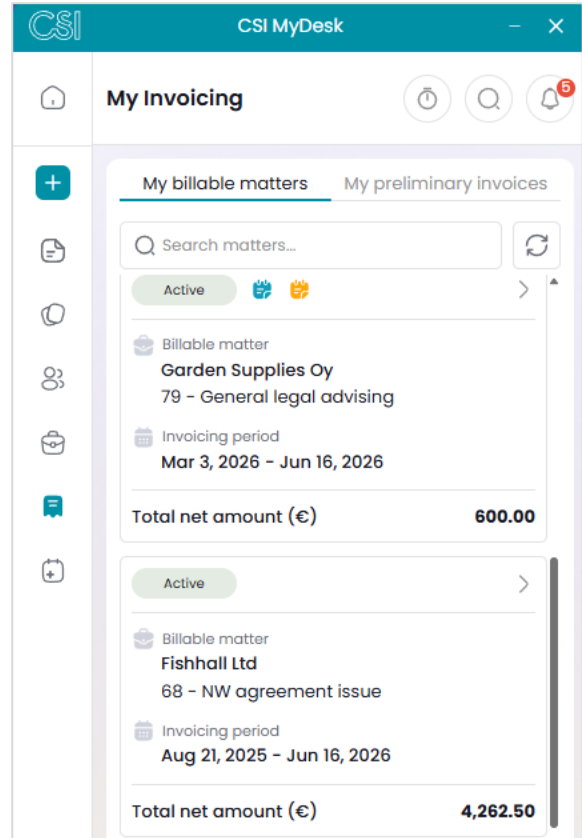 CSI
CSI MyDesk
My Invoicing
5
My billable matters
My preliminary invoices
Search matters...
Active
Billable matter
Garden Supplies Oy
79 - General legal advising
Invoicing period
Mar 3, 2026 - Jun 16, 2026
Total net amount (€) 600.00
Active
Billable matter
Fishhall Ltd
68 - NW agreement issue
Invoicing period
Aug 21, 2025 - Jun 16, 2026
Total net amount (€) 4,262.50